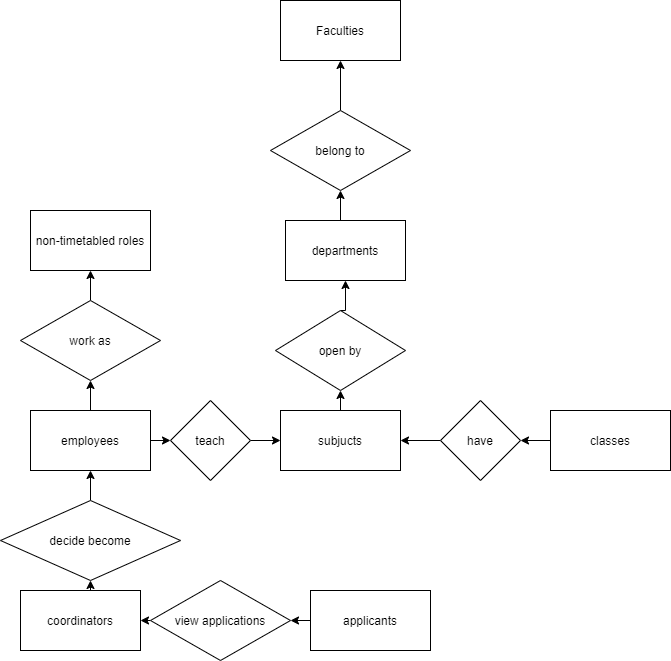 Faculties
belong to
non-timetabled roles
departments
work as
open by
employees
teach
subjucts
have
classes
decide become
coordinators
view applications
applicants